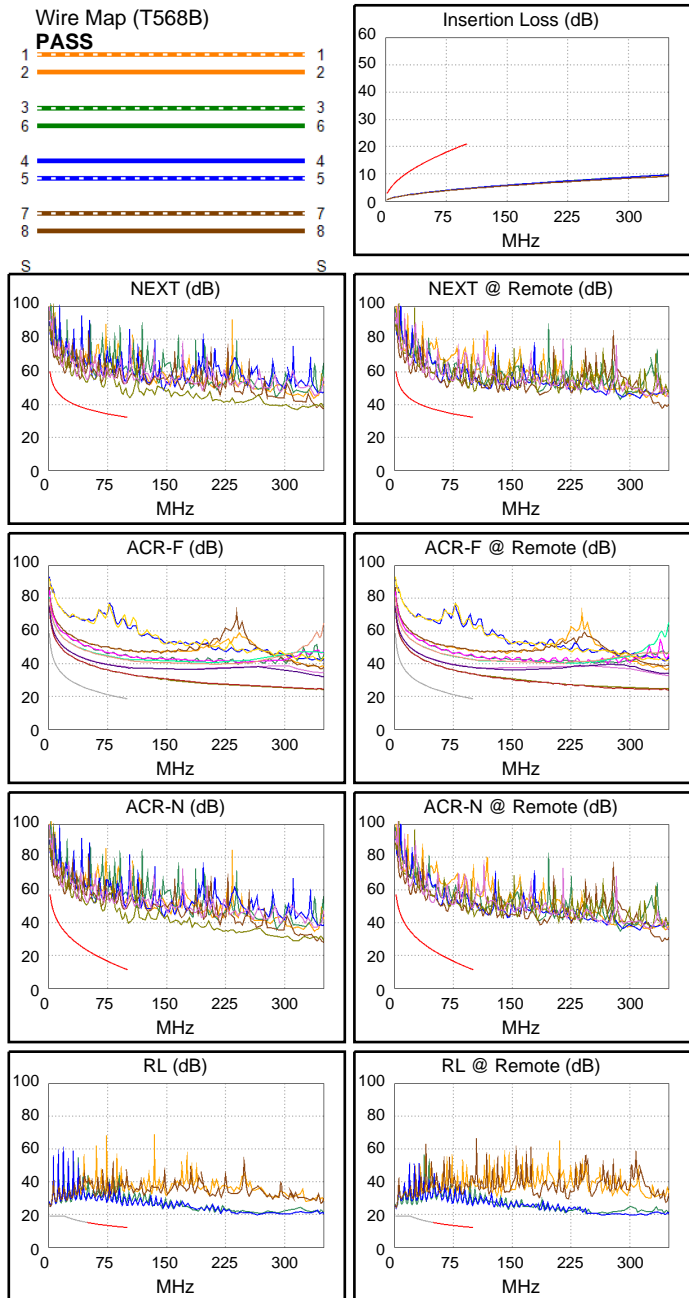 Wire Map (T568B)
PASS
1 1
2 2
3 3
6 6
4 4
5 5
7 7
8 8
S S
Insertion Loss (dB)
60
50
40
30
20
10
0
0 75 150 225 300
MHz
NEXT (dB)
100
80
60
40
20
0
0 75 150 225 300
MHz
NEXT @ Remote (dB)
100
80
60
40
20
0
0 75 150 225 300
MHz
ACR-F (dB)
100
80
60
40
20
0
0 75 150 225 300
MHz
ACR-F @ Remote (dB)
100
80
60
40
20
0
0 75 150 225 300
MHz
ACR-N (dB)
100
80
60
40
20
0
0 75 150 225 300
MHz
ACR-N @ Remote (dB)
100
80
60
40
20
0
0 75 150 225 300
MHz
RL (dB)
100
80
60
40
20
0
0 75 150 225 300
MHz
RL @ Remote (dB)
100
80
60
40
20
0
0 75 150 225 300
MHz